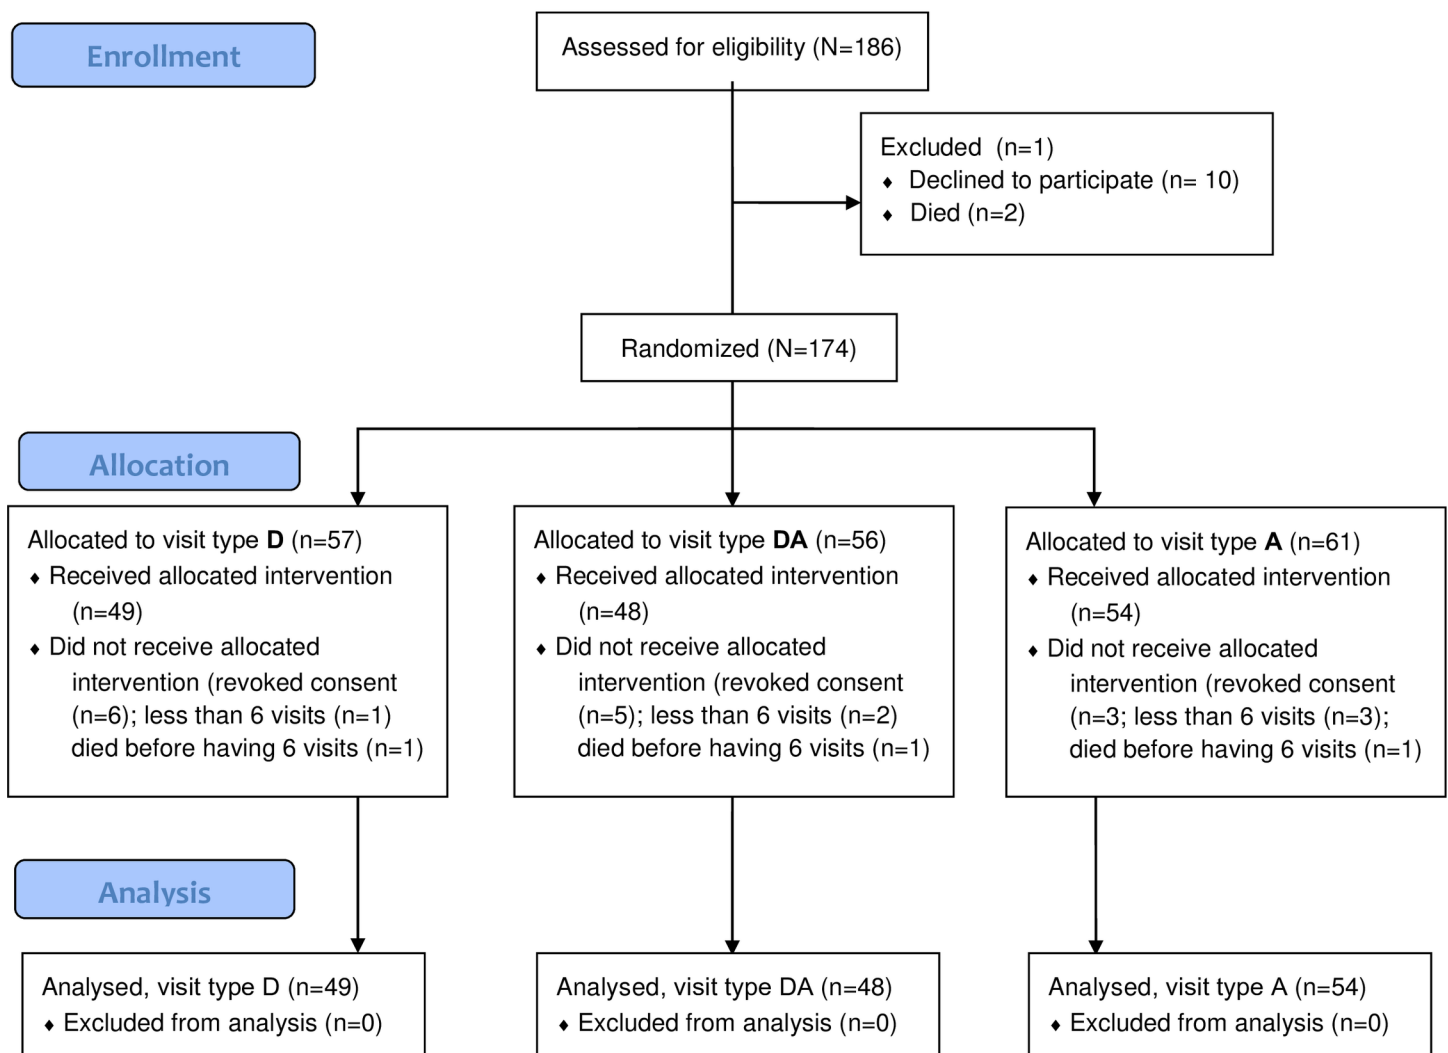 Enrollment
Assessed for eligibility (N=186)
Excluded  (n=1)
♦ Declined to participate (n= 10)
♦ Died (n=2)
Randomized (N=174)
Allocation
Allocated to visit type D (n=57)
♦ Received allocated intervention
(n=49)
♦ Did not receive allocated
intervention (revoked consent
(n=6); less than 6 visits (n=1)
died before having 6 visits (n=1)
Allocated to visit type DA (n=56)
♦ Received allocated intervention
(n=48)
♦ Did not receive allocated
intervention (revoked consent
(n=5); less than 6 visits (n=2)
died before having 6 visits (n=1)
Allocated to visit type A (n=61)
♦ Received allocated intervention
(n=54)
♦ Did not receive allocated
intervention (revoked consent
(n=3; less than 6 visits (n=3);
died before having 6 visits (n=1)
Analysis
Analysed, visit type D (n=49)
♦ Excluded from analysis (n=0)
Analysed, visit type DA (n=48)
♦ Excluded from analysis (n=0)
Analysed, visit type A (n=54)
♦ Excluded from analysis (n=0)